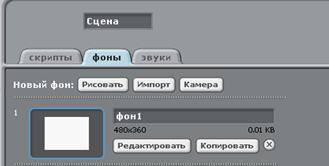 Сцена
скрипты фоны звуки
Новый фон: Рисовать Импорт Камера
1 фон1
480x360 0.01 KB
Редактировать Копировать